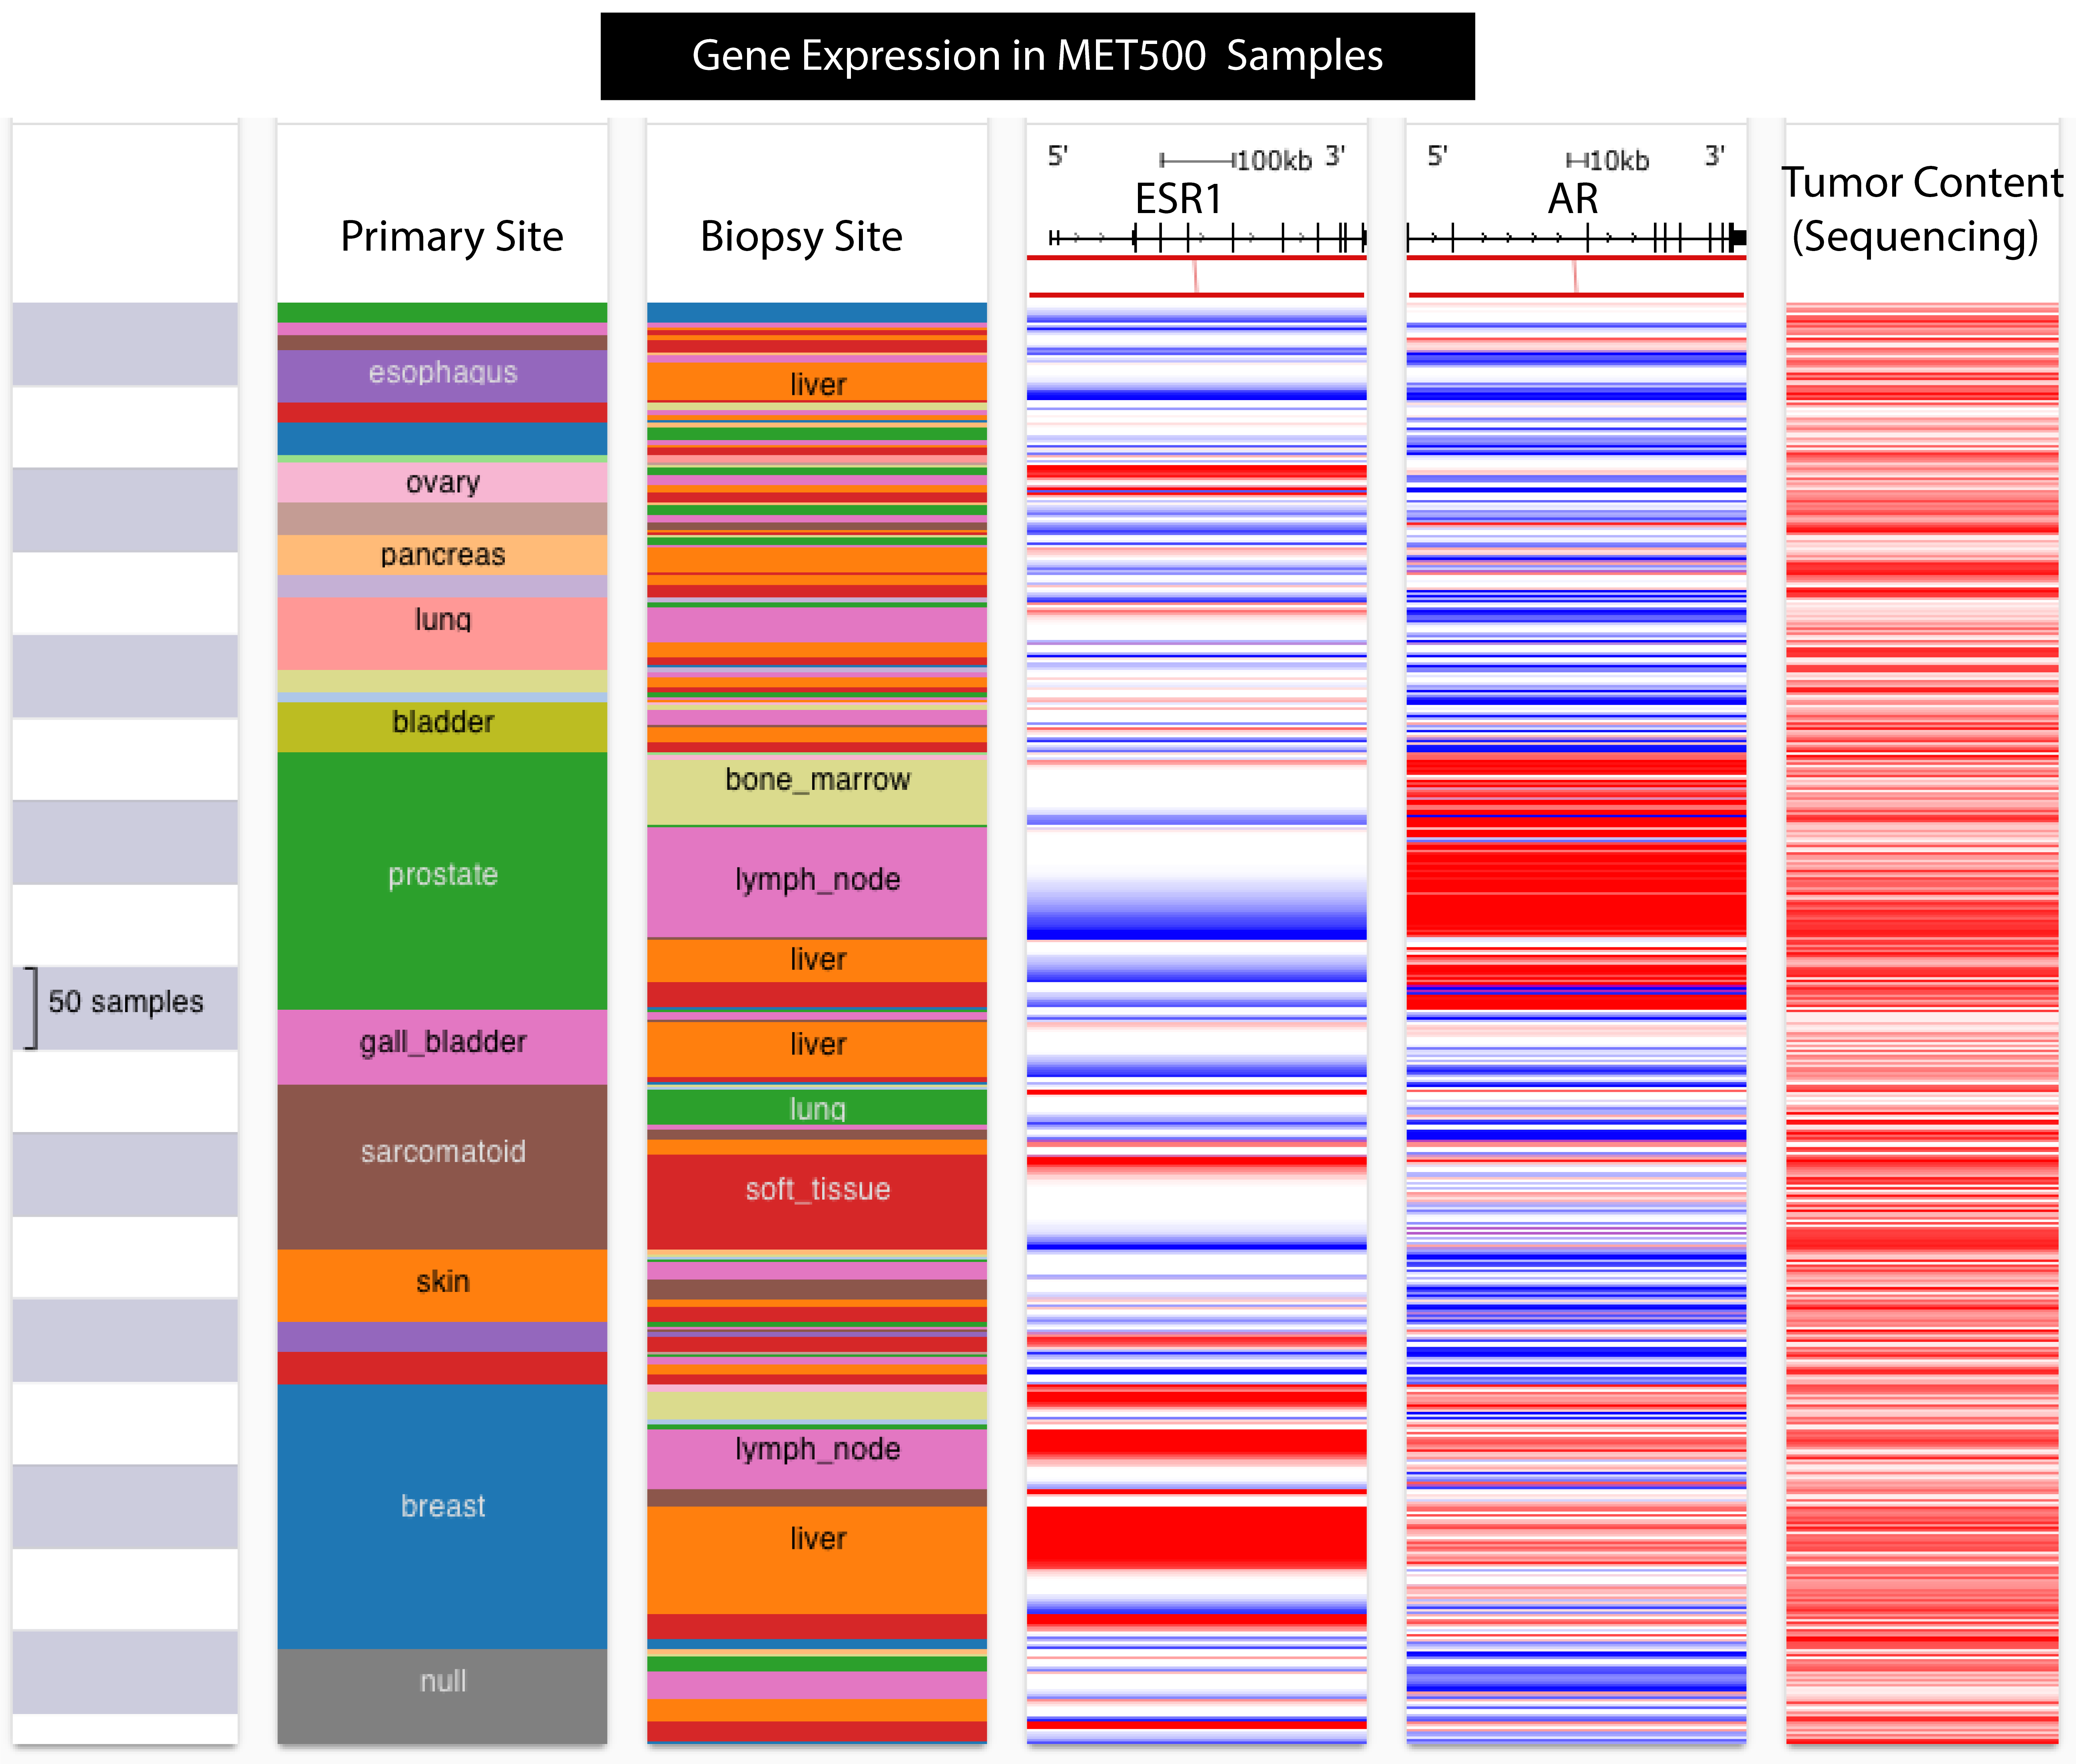 Gene Expression in MET500 Samples
5' 100kb 3'
5' 10kb 3'
ESR1
AR
Tumor Content
(Sequencing)
Primary Site
Biopsy Site
esophagus
liver
ovary
pancreas
lung
bladder
bone_marrow
prostate
lymph_node
liver
50 samples
gall_bladder
liver
lung
sarcomatoid
soft_tissue
skin
lymph_node
breast
liver
null